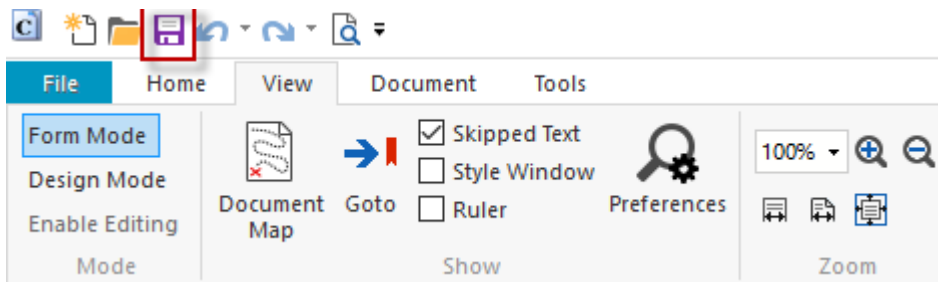 C
File Home View Document Tools
Form Mode
Design Mode
Enable Editing
Mode
Document
Map
Goto
Skipped Text
Style Window
Ruler
Preferences
Show
100%
Zoom